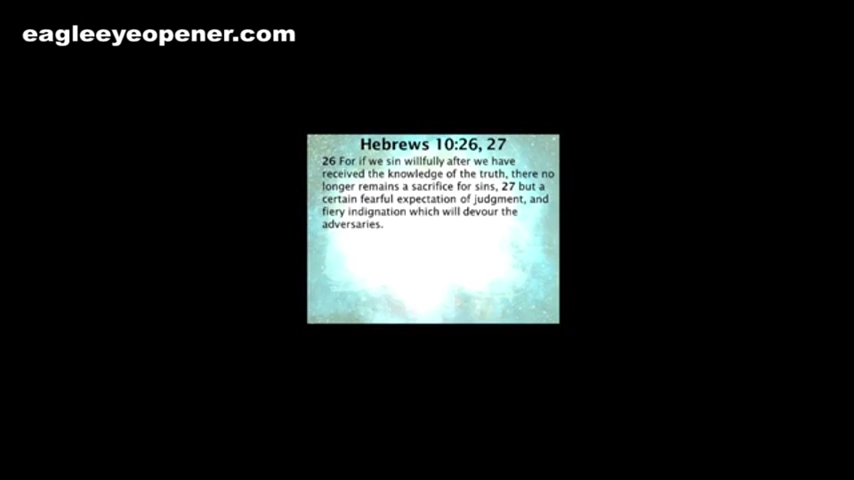 eagleeyeopener.com
Hebrews 10:26, 27
26 For if we sin willfully after we have
received the knowledge of the truth, there no
longer remains a sacrifice for sins, 27 but a
certain fearful expectation of judgment, and
fiery indignation which will devour the
adversaries.